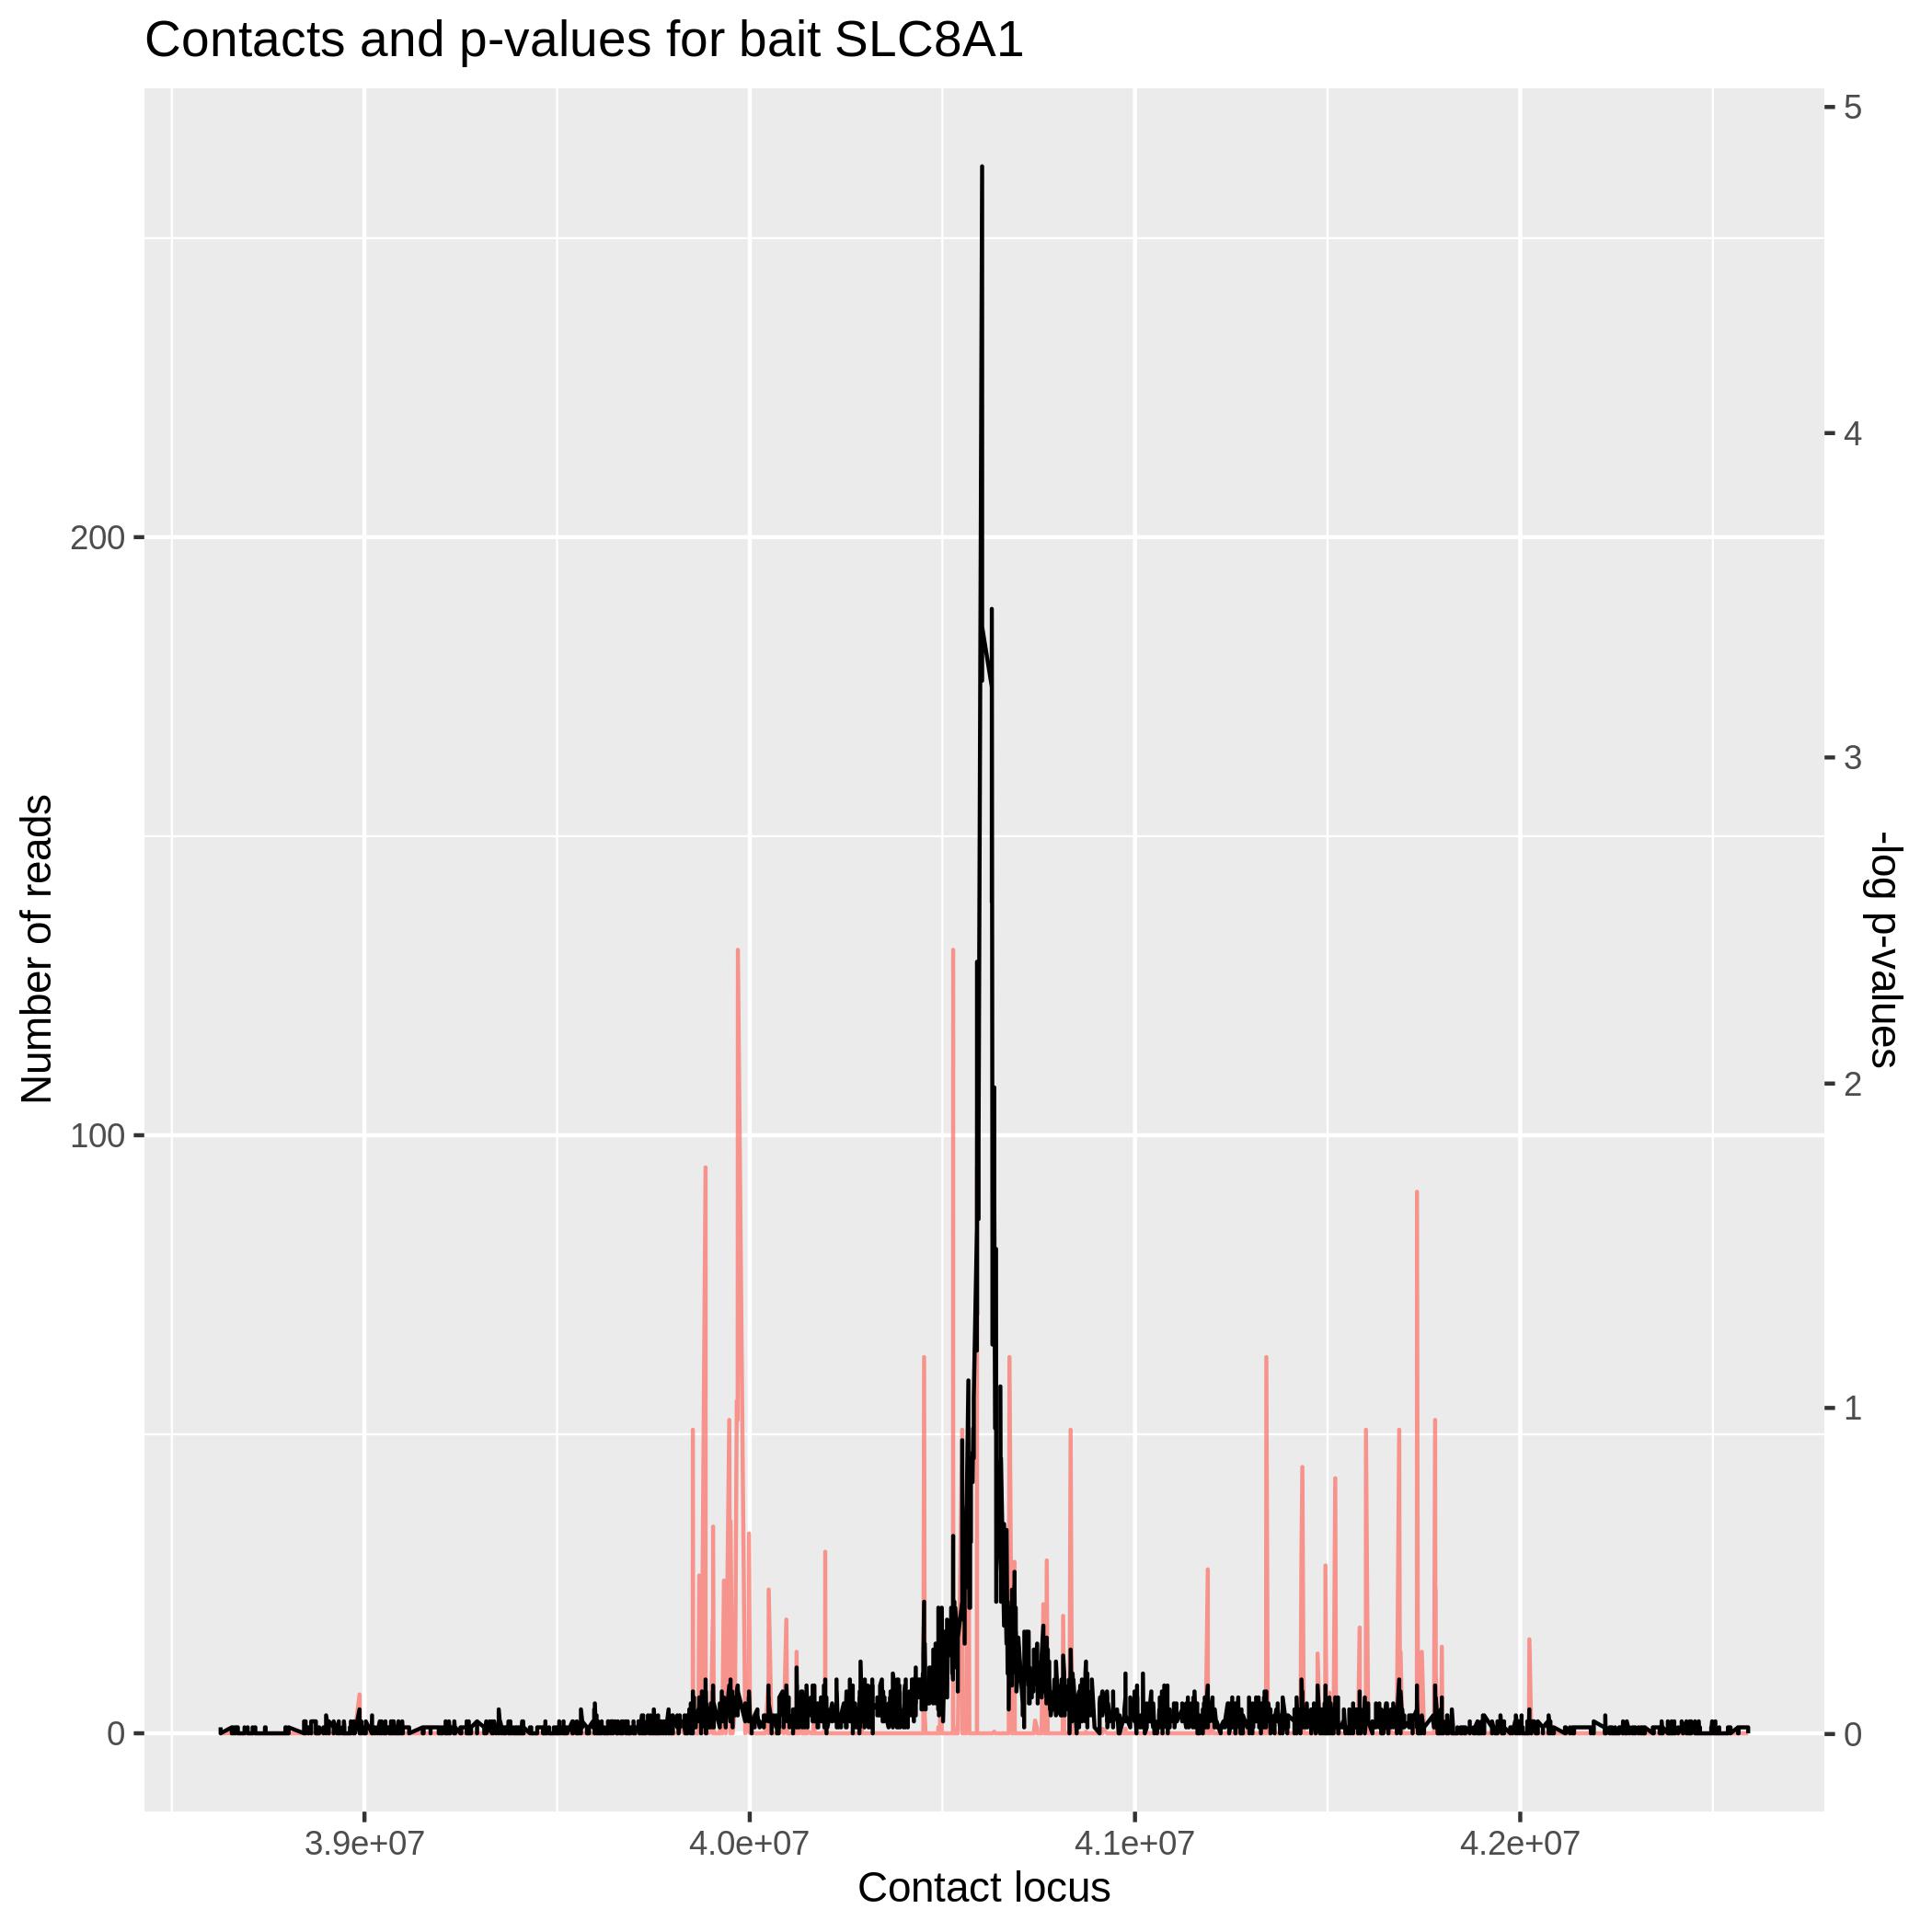 Contacts and p-values for bait SLC8A1
Number of reads
200
100
0
5
4
3
2
1
0
-log p-values
3.9e+07
4.0e+07
4.1e+07
4.2e+07
Contact locus